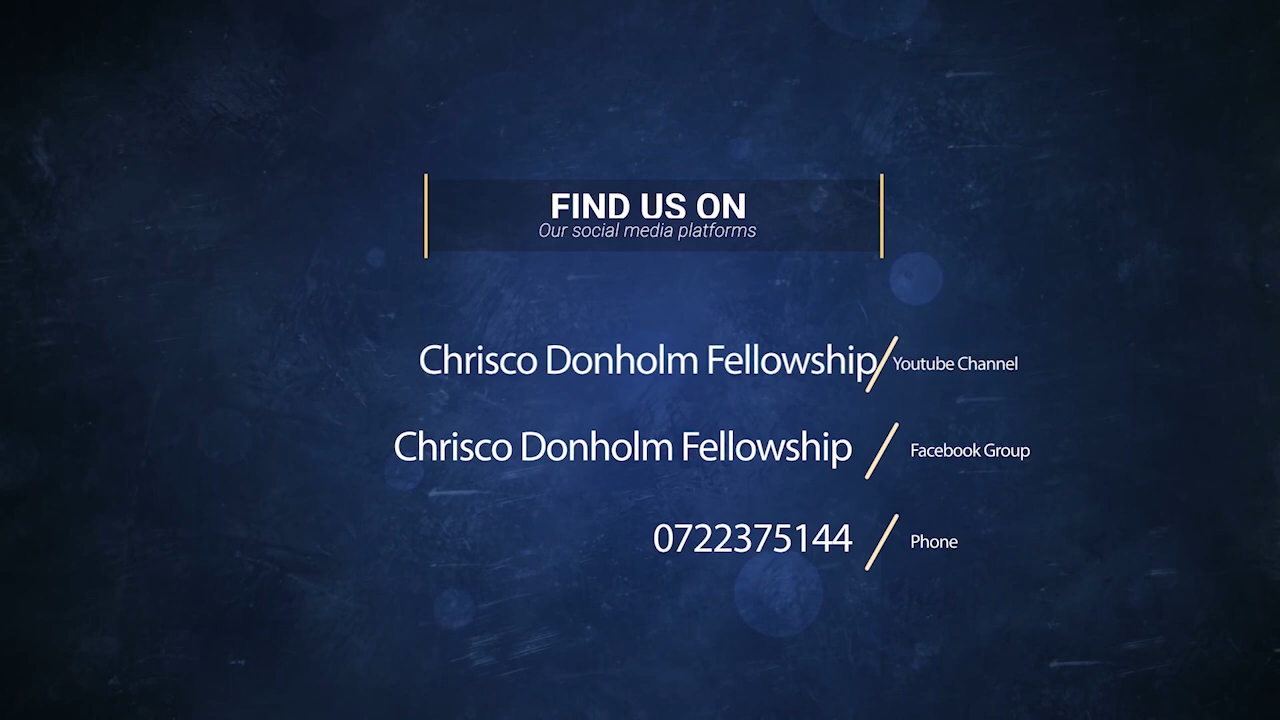 FIND US ON
Our social media platforms
Chrisco Donholm Fellowship / Youtube Channel
Chrisco Donholm Fellowship / Facebook Group
0722375144 / Phone